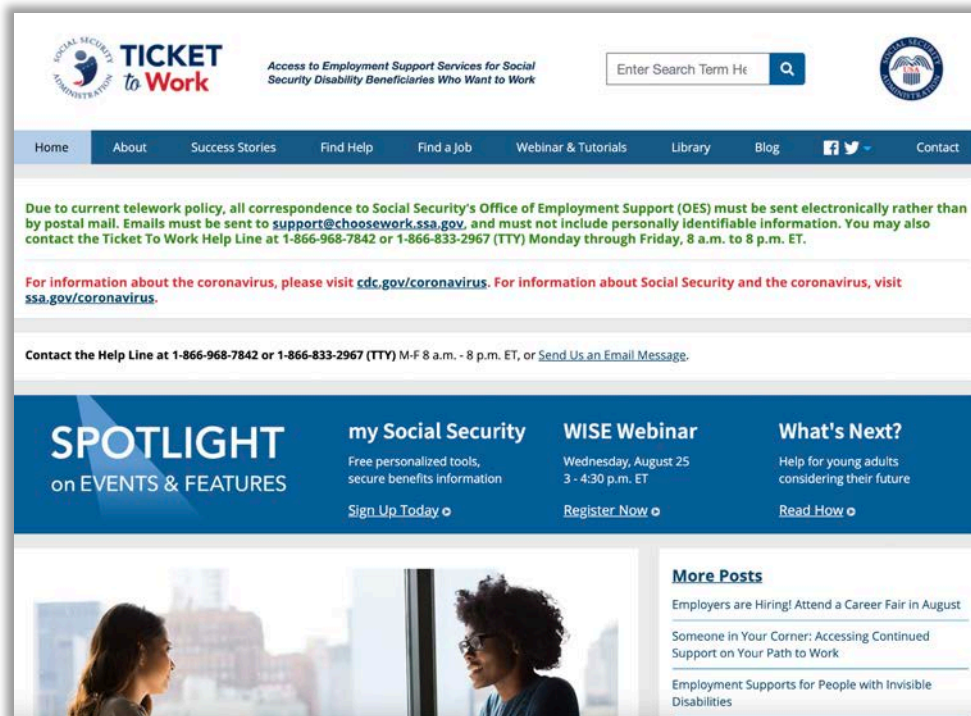 SOCIAL SECURITY ADMINISTRATION
TICKET
to Work
Access to Employment Support Services for Social
Security Disability Beneficiaries Who Want to Work
Enter Search Term He
SOCIAL SECURITY ADMINISTRATION
USA
Home About Success Stories Find Help Find a Job Webinar & Tutorials Library Blog Contact
Due to current telework policy, all correspondence to Social Security's Office of Employment Support (OES) must be sent electronically rather than
by postal mail. Emails must be sent to support@choosework.ssa.gov, and must not include personally identifiable information. You may also
contact the Ticket To Work Help Line at 1-866-968-7842 or 1-866-833-2967 (TTY) Monday through Friday, 8 a.m. to 8 p.m. ET.
For information about the coronavirus, please visit cdc.gov/coronavirus. For information about Social Security and the coronavirus, visit
ssa.gov/coronavirus.
Contact the Help Line at 1-866-968-7842 or 1-866-833-2967 (TTY) M-F 8 a.m. - 8 p.m. ET, or Send Us an Email Message.
SPOTLIGHT
on EVENTS & FEATURES
my Social Security
Free personalized tools,
secure benefits information
Sign Up Today
WISE Webinar
Wednesday, August 25
3 - 4:30 p.m. ET
Register Now
What's Next?
Help for young adults
considering their future
Read How
More Posts
Employers are Hiring! Attend a Career Fair in August
Someone in Your Corner: Accessing Continued
Support on Your Path to Work
Employment Supports for People with Invisible
Disabilities